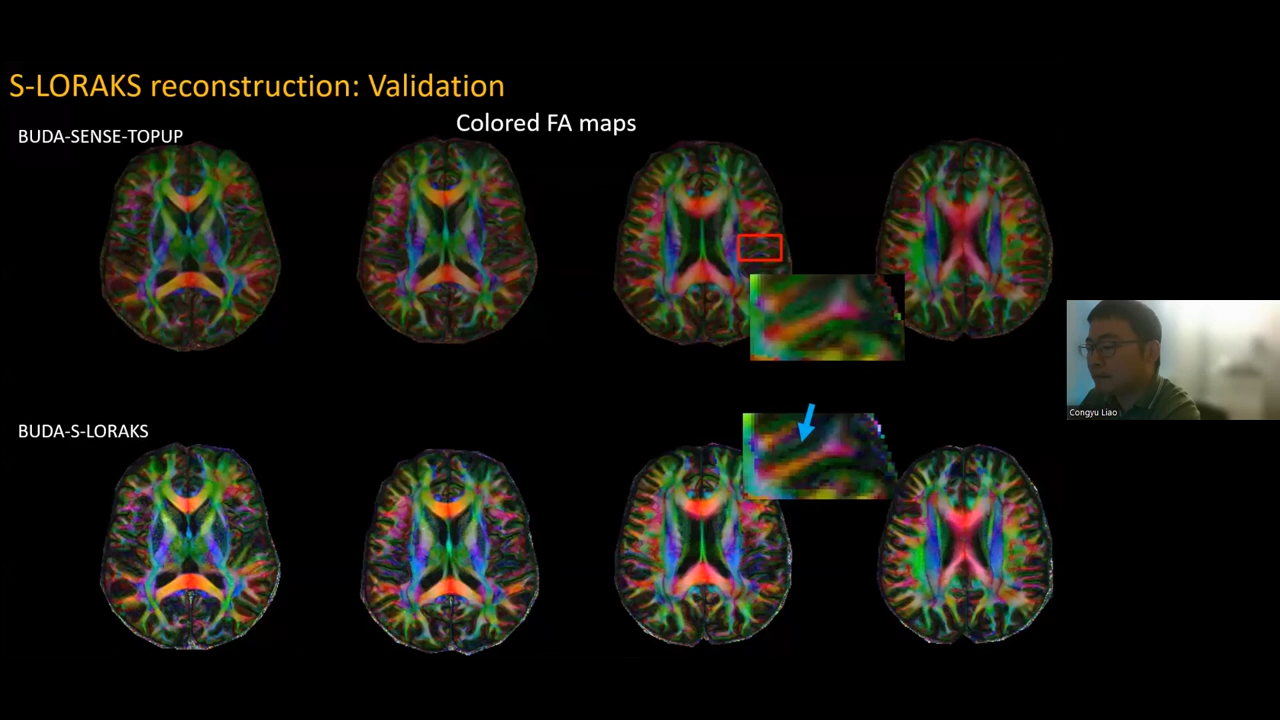 S-LORAKS reconstruction: Validation
Colored FA maps
BUDA-SENSE-TOPUP
BUDA-S-LORAKS
Congyu Liao